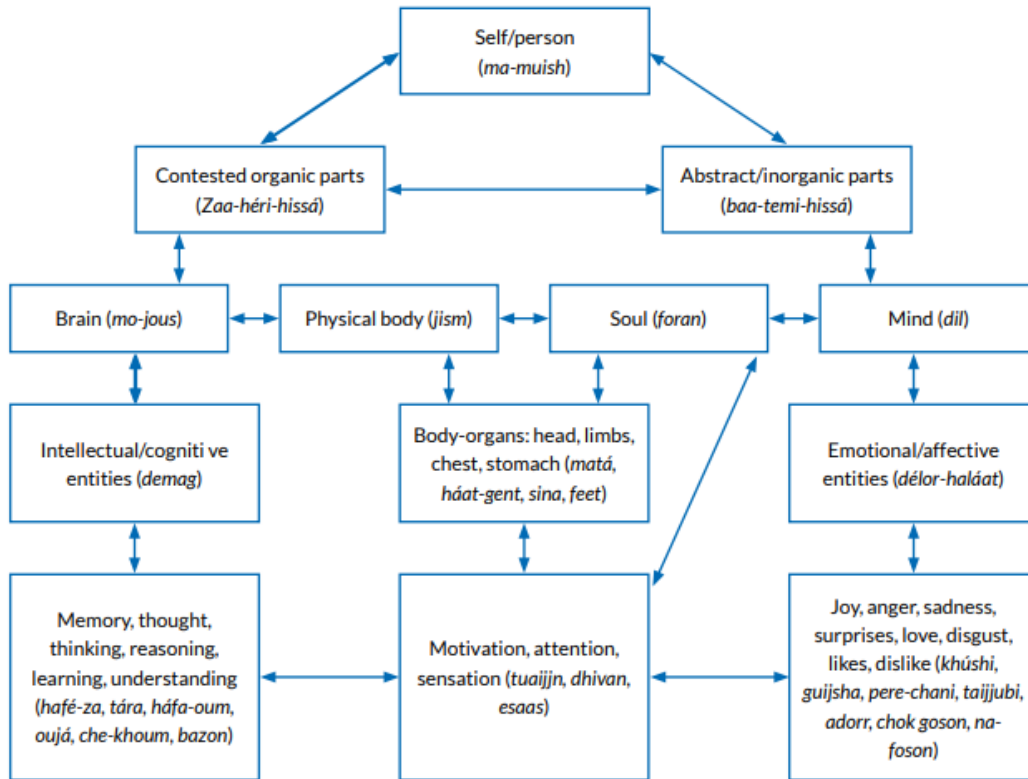 Self/person
(ma-muish)
Contested organic parts
(Zaa-héri-hissá)
Abstract/inorganic parts
(baa-temi-hissá)
Brain (mo-jous)
Physical body (jism)
Soul (foran)
Mind (dil)
Intellectual/cogniti ve
entities (demag)
Body-organs: head, limbs,
chest, stomach (matá,
háat-gent, sina, feet)
Emotional/affective
entities (délor-haláat)
Memory, thought,
thinking, reasoning,
learning, understanding
(hafé-za, tára, háfa-oum,
oujá, che-khoum, bazon)
Motivation, attention,
sensation (tuaijjn, dhivan,
esaas)
Joy, anger, sadness,
surprises, love, disgust,
likes, dislike (khúshi,
guijsha, pere-chani, taijjubi,
adorr, chok goson, na-
foson)